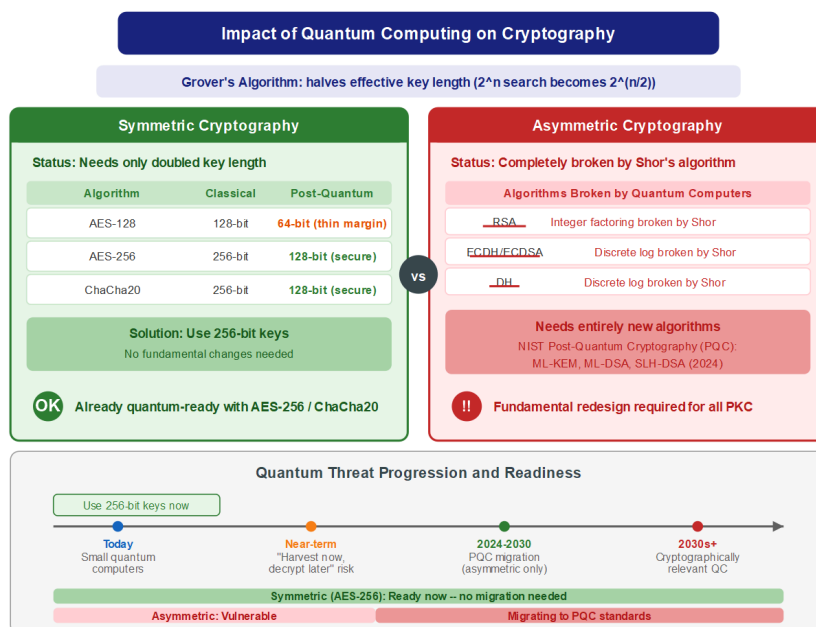 Impact of Quantum Computing on Cryptography
Grover's Algorithm: halves effective key length (2^n search becomes 2^(n/2))
Symmetric Cryptography
Status: Needs only doubled key length
Algorithm Classical Post-Quantum
AES-128 128-bit 64-bit (thin margin)
AES-256 256-bit 128-bit (secure)
ChaCha20 256-bit 128-bit (secure)
Solution: Use 256-bit keys
No fundamental changes needed
OK Already quantum-ready with AES-256 / ChaCha20
vs
Asymmetric Cryptography
Status: Completely broken by Shor's algorithm
Algorithms Broken by Quantum Computers
RSA Integer factoring broken by Shor
ECDH/ECDSA Discrete log broken by Shor
DH Discrete log broken by Shor
Needs entirely new algorithms
NIST Post-Quantum Cryptography (PQC):
ML-KEM, ML-DSA, SLH-DSA (2024)
!! Fundamental redesign required for all PKC
Quantum Threat Progression and Readiness
Use 256-bit keys now
Today
Small quantum
computers
Near-term
"Harvest now,
decrypt later" risk
2024-2030
PQC migration
(asymmetric only)
2030s+
Cryptographically
relevant QC
Symmetric (AES-256): Ready now -- no migration needed
Asymmetric: Vulnerable
Migrating to PQC standards